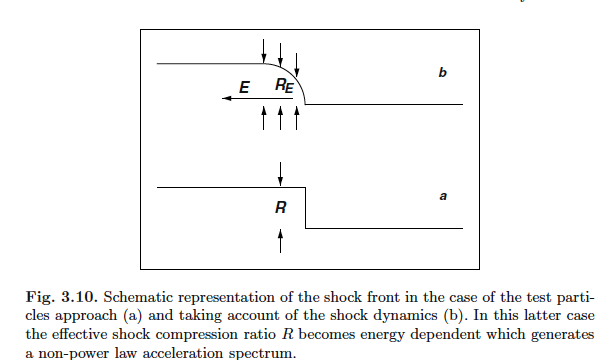 b
E
R_E
a
R
Fig. 3.10. Schematic representation of the shock front in the case of the test parti-
cles approach (a) and taking account of the shock dynamics (b). In this latter case
the effective shock compression ratio R becomes energy dependent which generates
a non-power law acceleration spectrum.